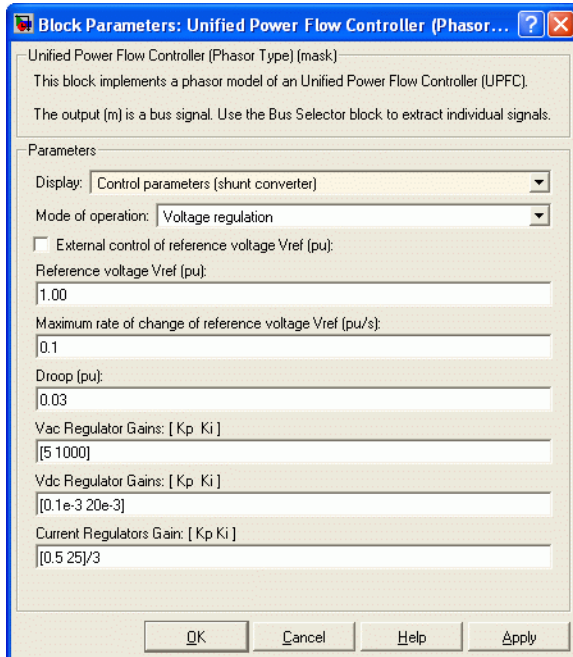 Block Parameters: Unified Power Flow Controller (Phasor...
Unified Power Flow Controller (Phasor Type) (mask)
This block implements a phasor model of an Unified Power Flow Controller (UPFC).
The output (m) is a bus signal. Use the Bus Selector block to extract individual signals.
Parameters
Display: Control parameters (shunt converter)
Mode of operation: Voltage regulation
External control of reference voltage Vref (pu):
Reference voltage Vref (pu):
1.00
Maximum rate of change of reference voltage Vref (pu/s):
0.1
Droop (pu):
0.03
Vac Regulator Gains: [ Kp Ki ]
[5 1000]
Vdc Regulator Gains: [ Kp Ki ]
[0.1e-3 20e-3]
Current Regulators Gain: [ Kp Ki ]
[0.5 25]/3
OK Cancel Help Apply